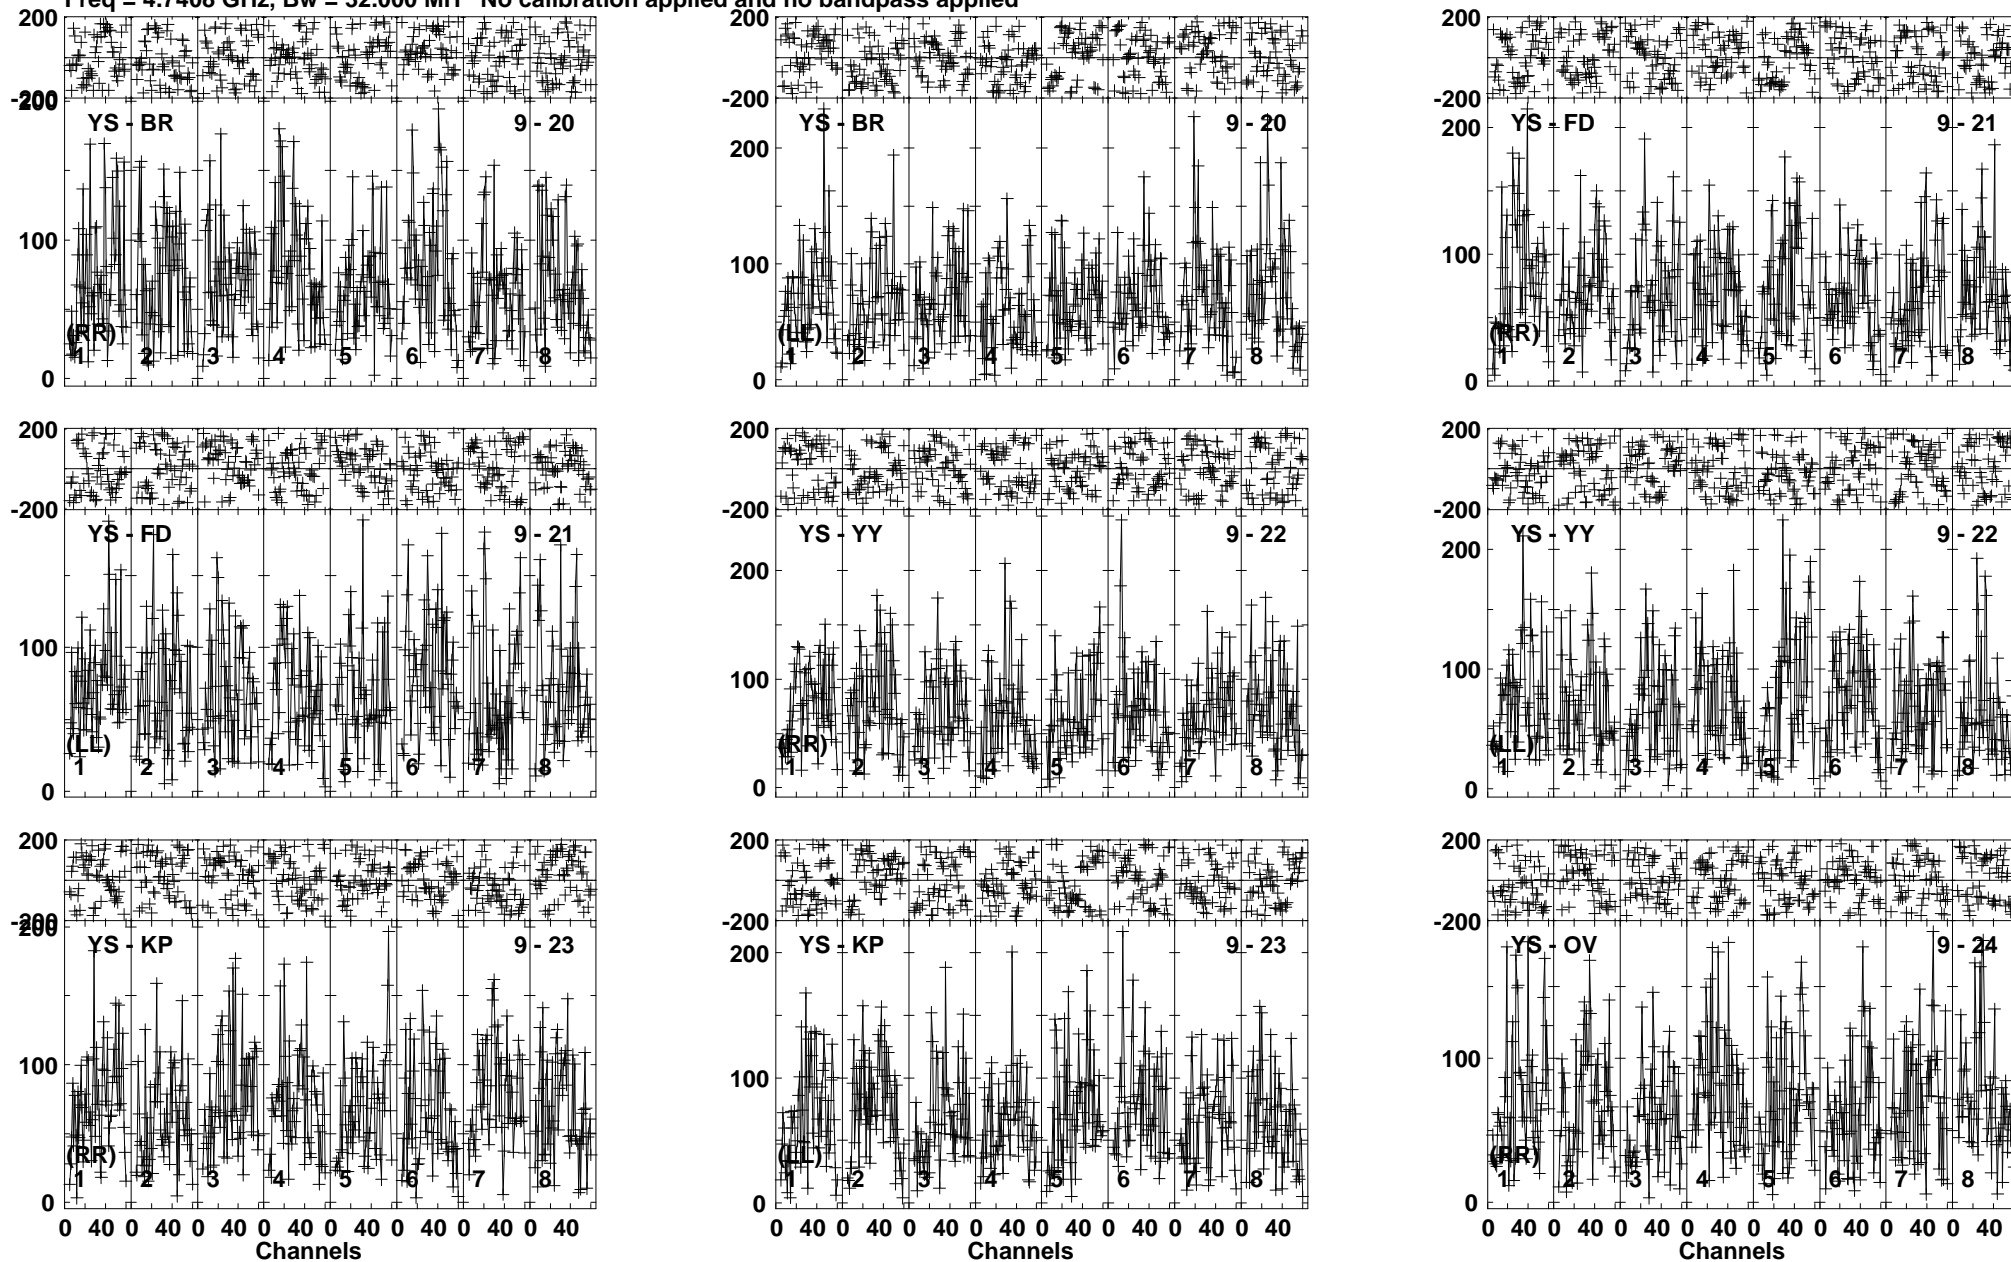 Freq = 4.7408 GHz, Bw = 32.000 MH No calibration applied and no bandpass applied
200 200 200
-200 -200 -200
200
YS - BR 9 - 20 YS - BR 9 - 20 YS - FD 9 - 21
200 200
100 100 100
(RR) (LL) (RR)
1 2 3 4 5 6 7 8 1 2 3 4 5 6 7 8 1 2 3 4 5 6 7 8
0 0 0
200 200 200
-200 -200 -200
YS - FD 9 - 21 YS - YY 9 - 22 YS - YY 9 - 22
200 200
100 100 100
(LL) (RR) (LL)
1 2 3 4 5 6 7 8 1 2 3 4 5 6 7 8 1 2 3 4 5 6 7 8
0 0 0
200 200 200
-200 -200 -200
200
YS - KP 9 - 23 YS - KP 9 - 23 YS - OV 9 - 24
200
100 100 100
(RR) (LL) (RR)
1 2 3 4 5 6 7 8 1 2 3 4 5 6 7 8 1 2 3 4 5 6 7 8
0 0 0
0 40 0 40 0 40 0 40 0 40 0 40 0 40 0 40 0 40 0 40 0 40 0 40 0 40 0 40 0 40 0 40 0 40 0 40 0 40 0 40 0 40 0 40 0 40 0 40
Channels Channels Channels